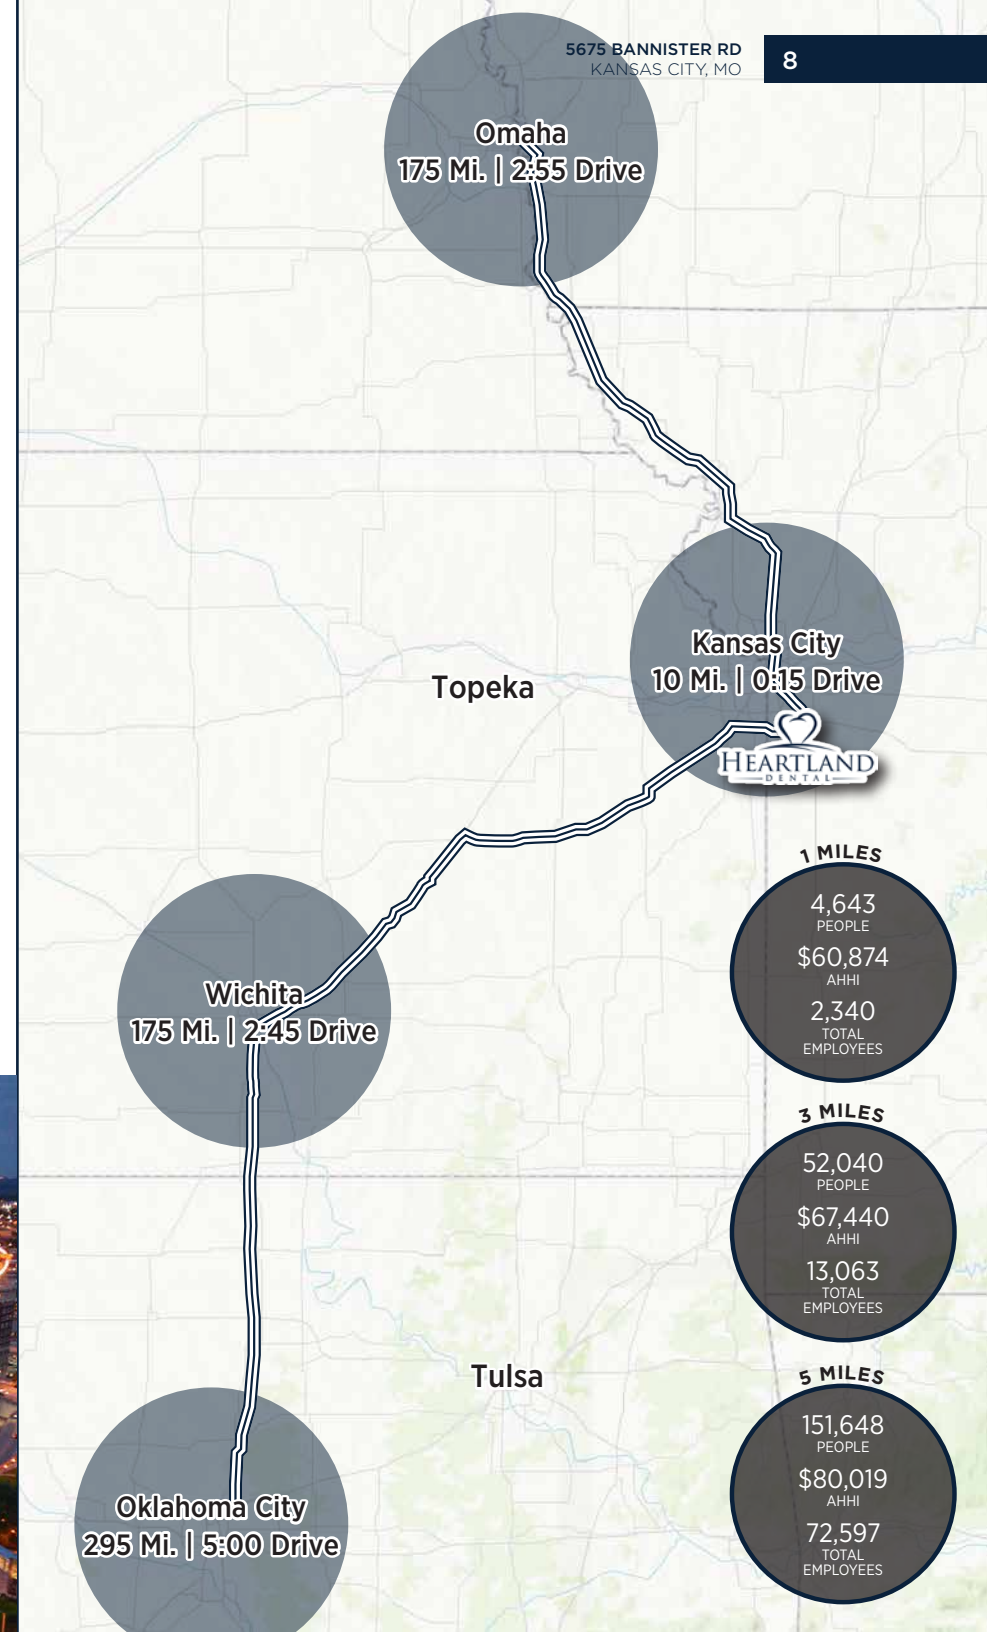 5675 BANNISTER RD
KANSAS CITY, MO
8
Omaha
175 Mi. | 2:55 Drive
Kansas City
10 Mi. | 0:15 Drive
Topeka
HEARTLAND
DENTAL
1 MILES
4,643
PEOPLE
$60,874
AHHI
2,340
TOTAL
EMPLOYEES
Wichita
175 Mi. | 2:45 Drive
3 MILES
52,040
PEOPLE
$67,440
AHHI
13,063
TOTAL
EMPLOYEES
Tulsa
5 MILES
151,648
PEOPLE
$80,019
AHHI
72,597
TOTAL
EMPLOYEES
Oklahoma City
295 Mi. | 5:00 Drive